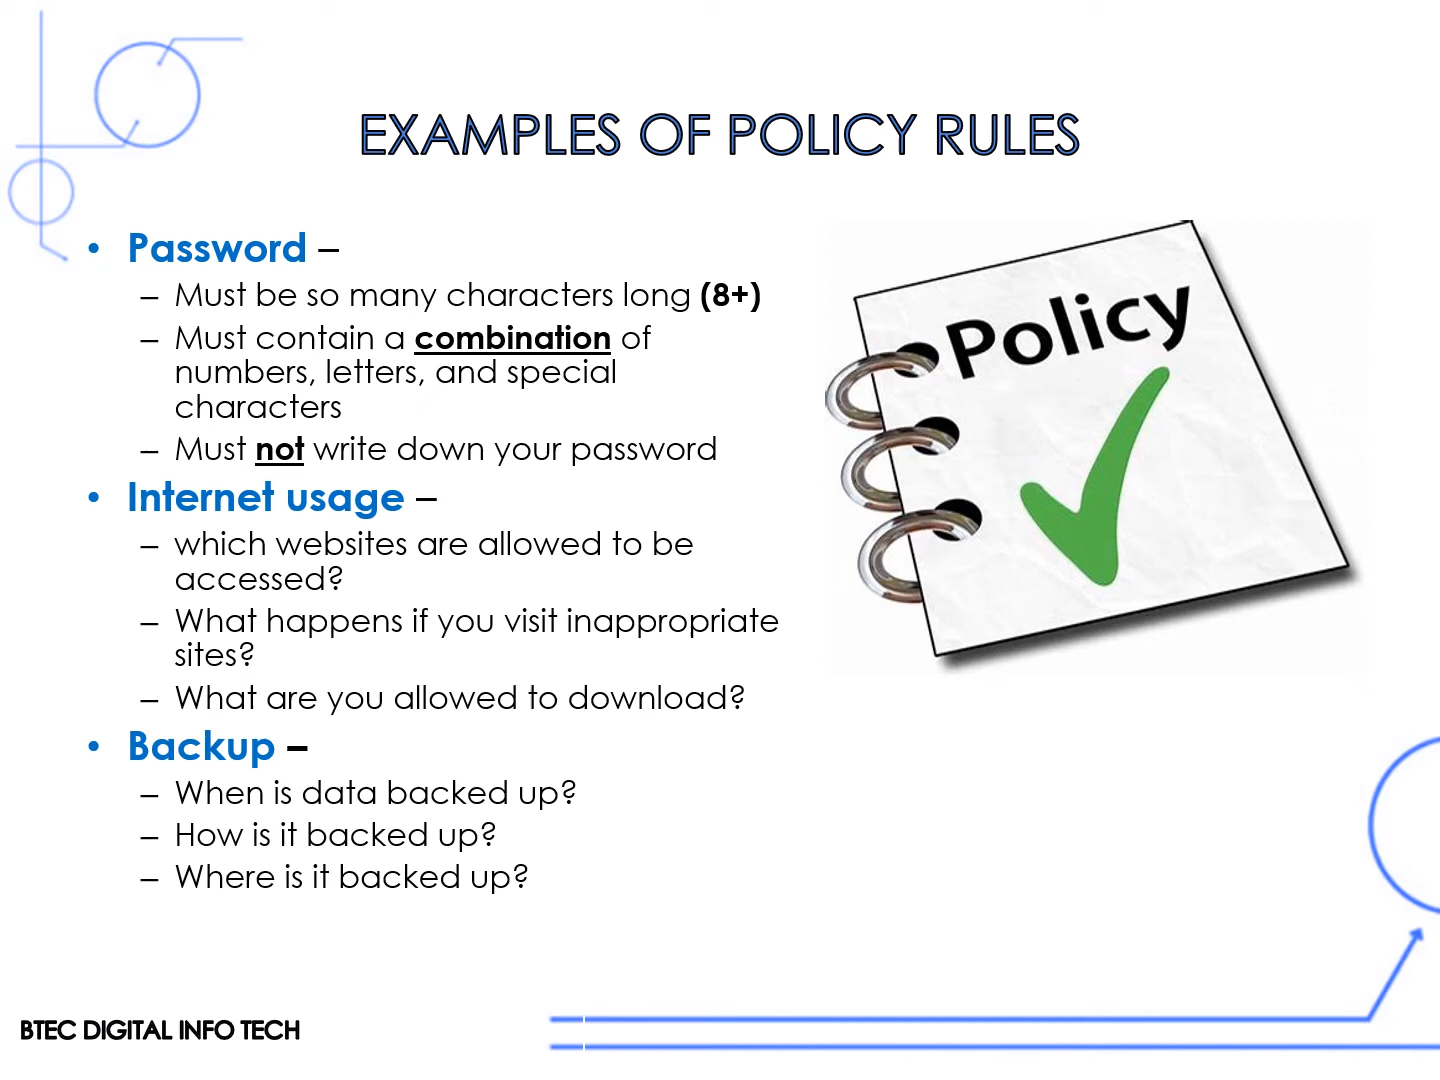 EXAMPLES OF POLICY RULES
• Password –
– Must be so many characters long (8+)
– Must contain a combination of
numbers, letters, and special
characters
– Must not write down your password
• Internet usage –
– which websites are allowed to be
accessed?
– What happens if you visit inappropriate
sites?
– What are you allowed to download?
• Backup –
– When is data backed up?
– How is it backed up?
– Where is it backed up?
Policy
BTEC DIGITAL INFO TECH